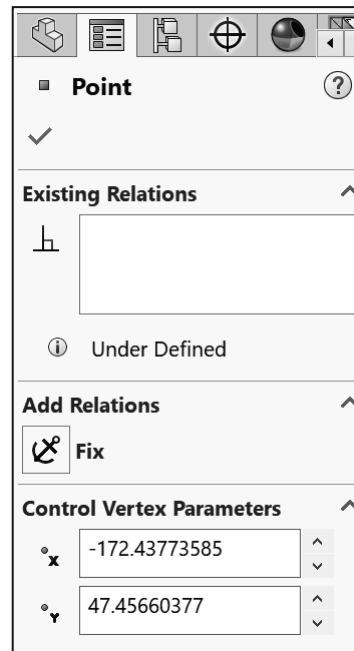 Point
?
Existing Relations
Under Defined
Add Relations
Fix
Control Vertex Parameters
X -172.43773585
Y 47.45660377